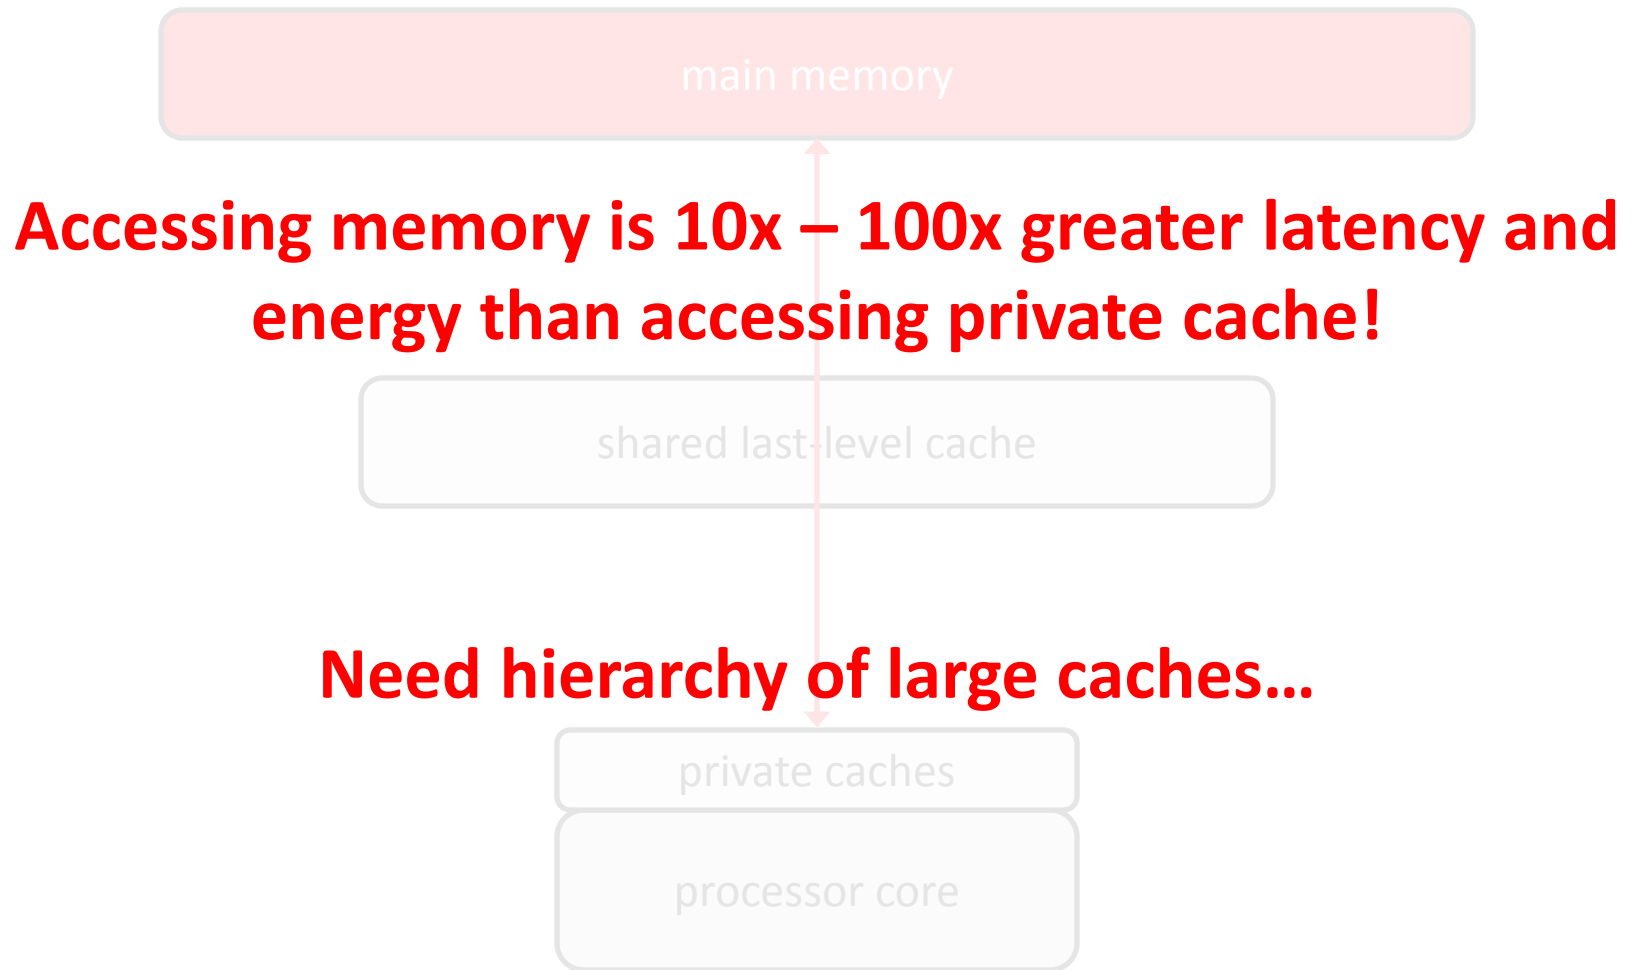 main memory
Accessing memory is 10x – 100x greater latency and
energy than accessing private cache!
shared last-level cache
Need hierarchy of large caches…
private caches
processor core